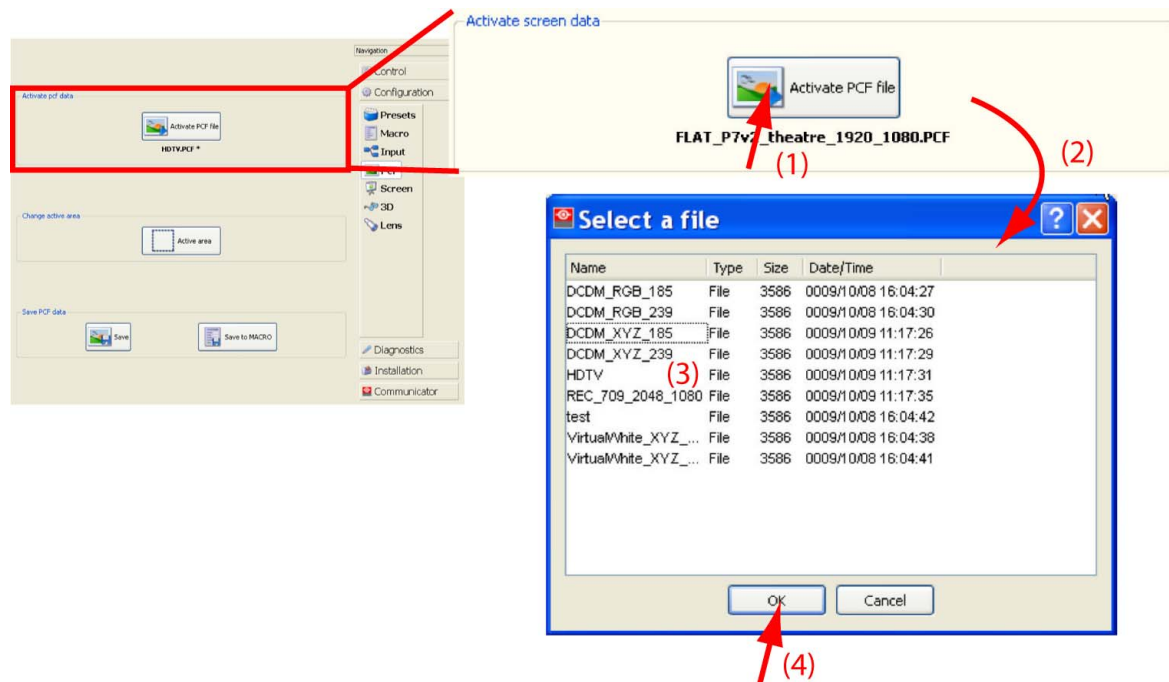 Activate screen data
Activate PCF file
FLAT_P7v2_theatre_1920_1080.PCF
(1)
(2)
Navigation
Control
Configuration
Presets
Macro
Input
PCF
Screen
3D
Lens
Diagnostics
Installation
Communicator
Activate pcf data
Activate PCF file
HDTV.PCF *
Change active area
Active area
Save PCF data
Save
Save to MACRO
Select a file
Name Type Size Date/Time
DCDM_RGB_185 File 3586 0009/10/08 16:04:27
DCDM_RGB_239 File 3586 0009/10/08 16:04:30
DCDM_XYZ_185 File 3586 0009/10/09 11:17:26
DCDM_XYZ_239 File 3586 0009/10/09 11:17:29
HDTV File 3586 0009/10/09 11:17:31
(3)
REC_709_2048_1080 File 3586 0009/10/09 11:17:35
test File 3586 0009/10/08 16:04:42
VirtualWhite_XYZ_... File 3586 0009/10/08 16:04:38
VirtualWhite_XYZ_... File 3586 0009/10/08 16:04:41
OK
Cancel
(4)